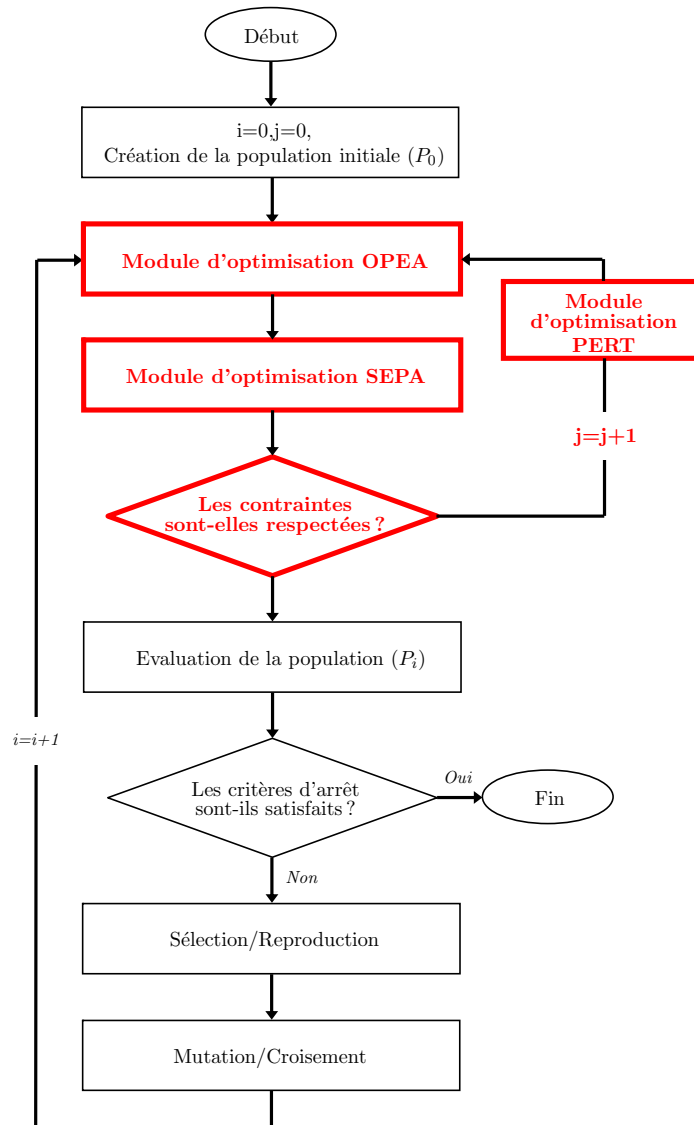 Début
i=0,j=0,
Création de la population initiale (P_0)
Module d'optimisation OPEA
Module
d'optimisation
PERT
Module d'optimisation SEPA
j=j+1
Les contraintes
sont-elles respectées ?
Evaluation de la population (P_i)
i=i+1
Les critères d'arrêt
sont-ils satisfaits ?
Oui
Fin
Non
Sélection/Reproduction
Mutation/Croisement